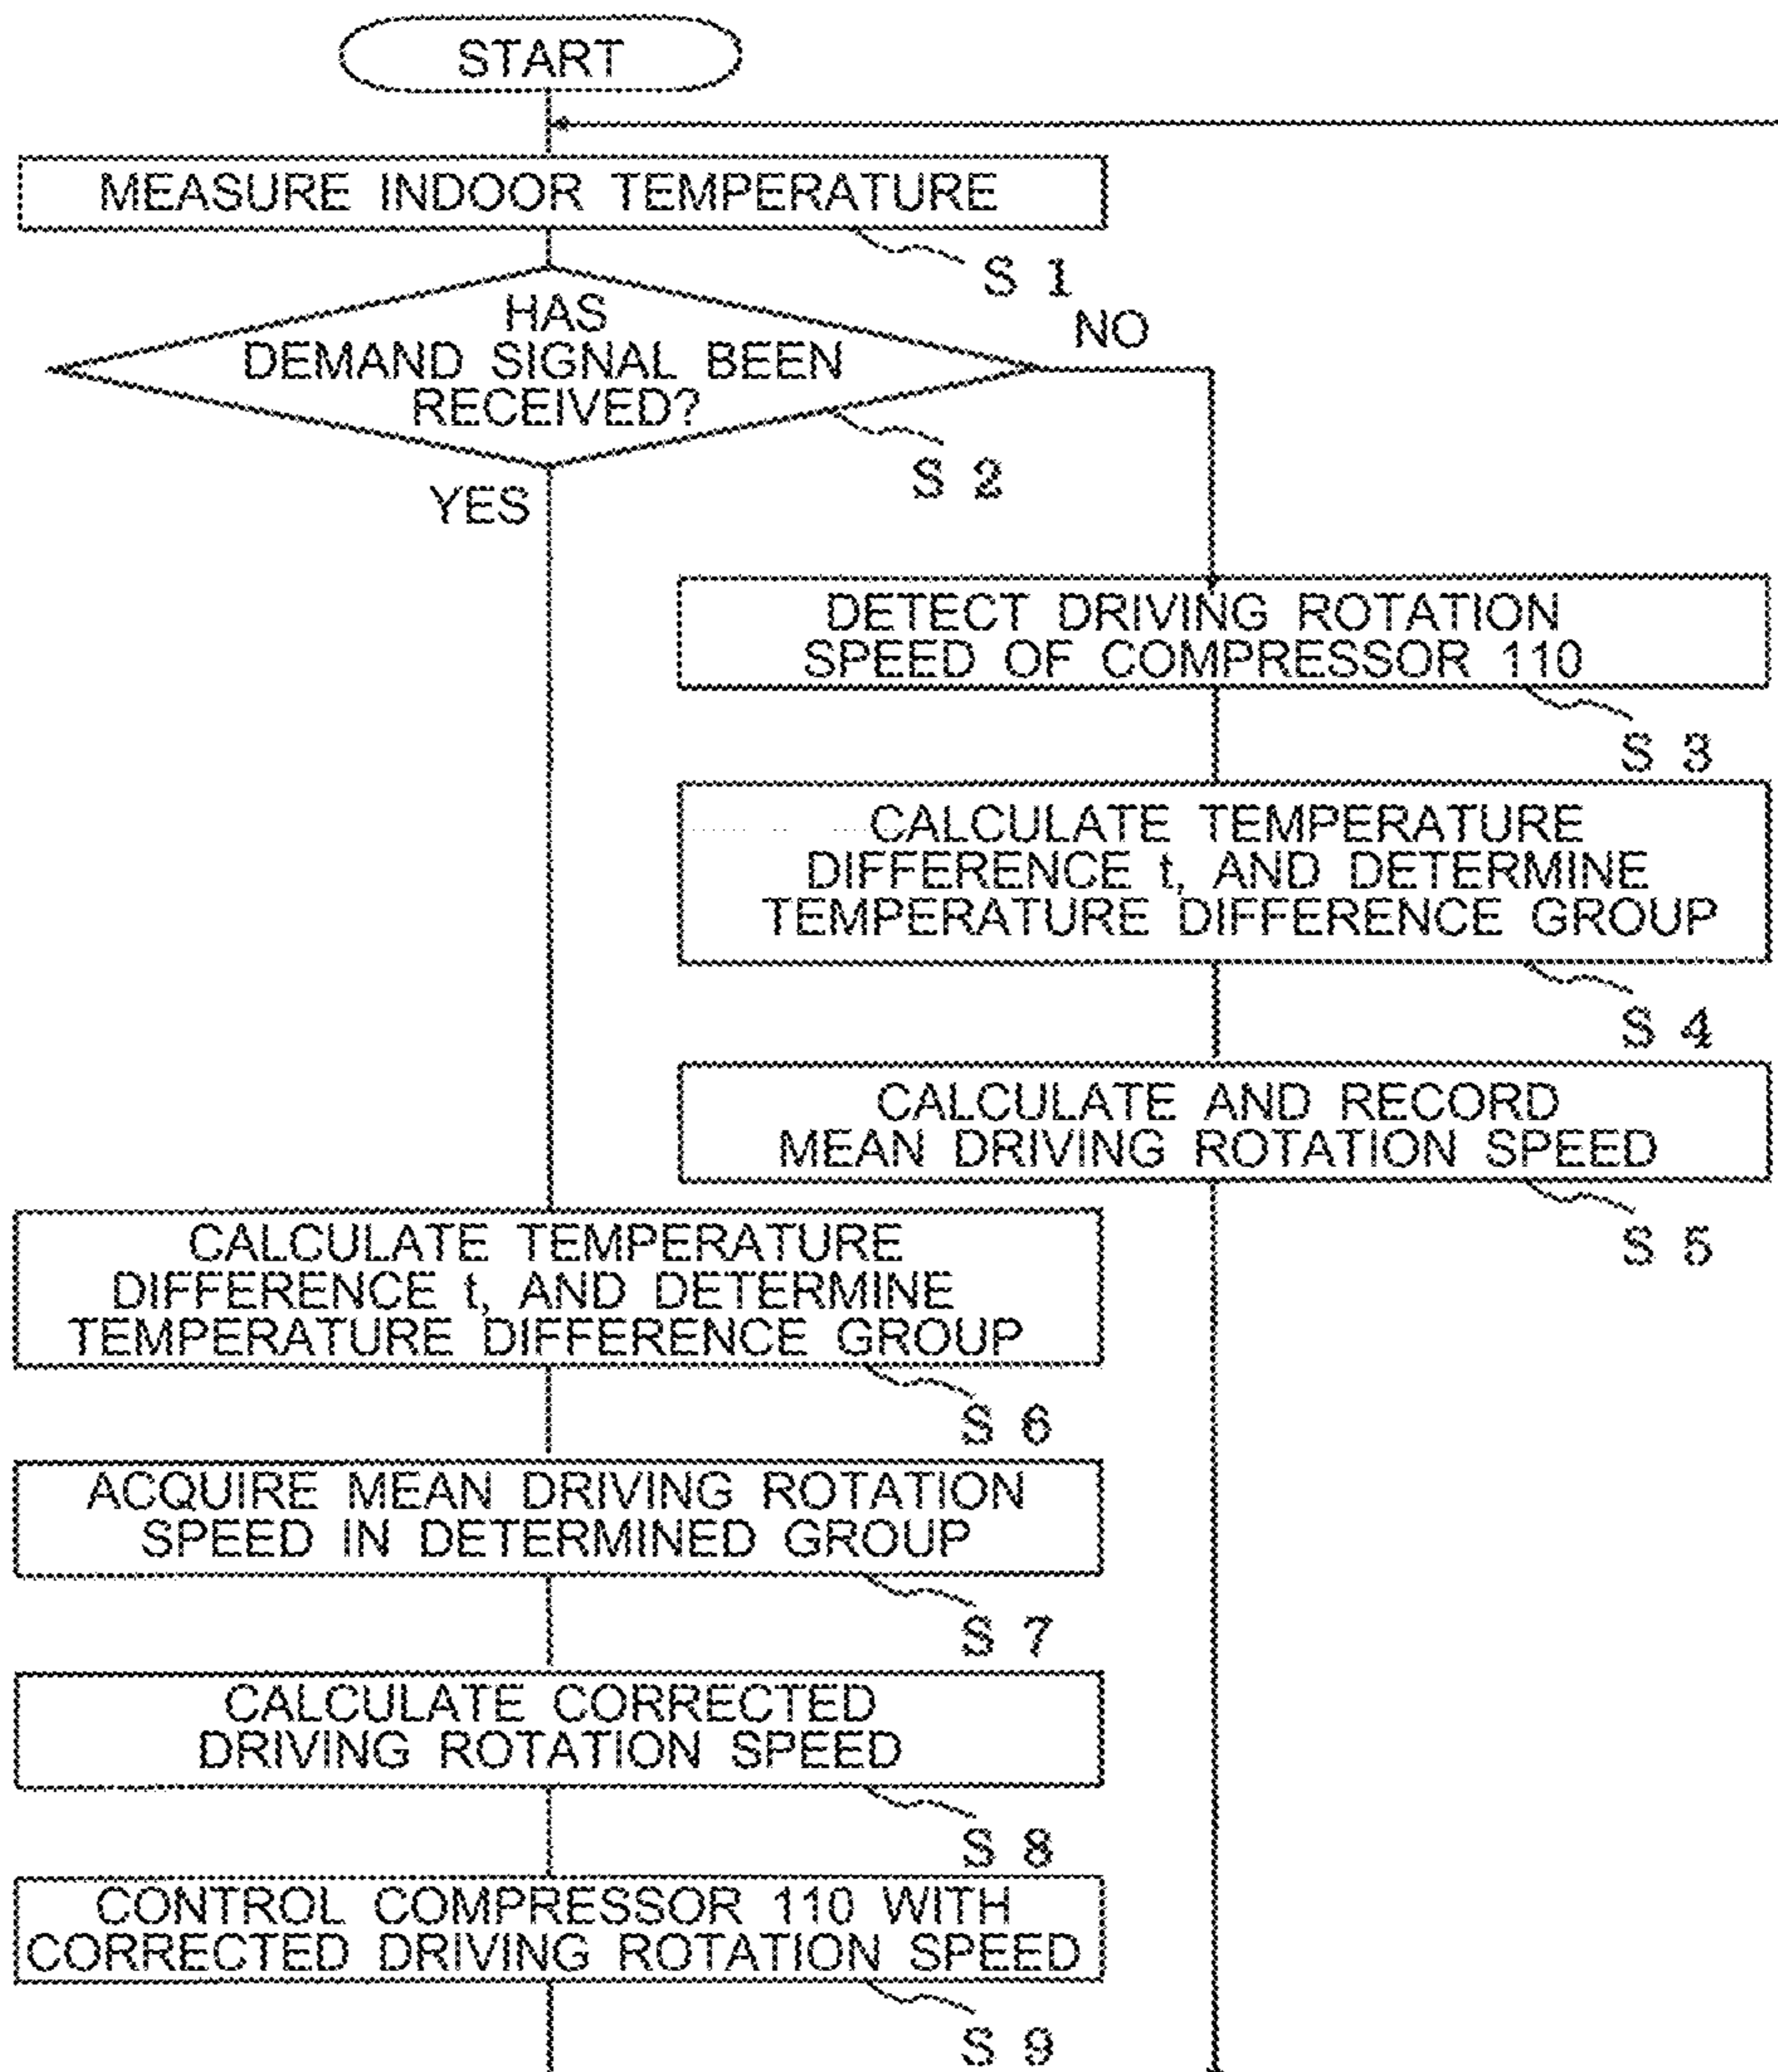 START
MEASURE INDOOR TEMPERATURE
S 1
HAS
DEMAND SIGNAL BEEN
RECEIVED?
NO
S 2
YES
DETECT DRIVING ROTATION
SPEED OF COMPRESSOR 110
S 3
CALCULATE TEMPERATURE
DIFFERENCE t, AND DETERMINE
TEMPERATURE DIFFERENCE GROUP
S 4
CALCULATE AND RECORD
MEAN DRIVING ROTATION SPEED
S 5
CALCULATE TEMPERATURE
DIFFERENCE t, AND DETERMINE
TEMPERATURE DIFFERENCE GROUP
S 6
ACQUIRE MEAN DRIVING ROTATION
SPEED IN DETERMINED GROUP
S 7
CALCULATE CORRECTED
DRIVING ROTATION SPEED
S 8
CONTROL COMPRESSOR 110 WITH
CORRECTED DRIVING ROTATION SPEED
S 9